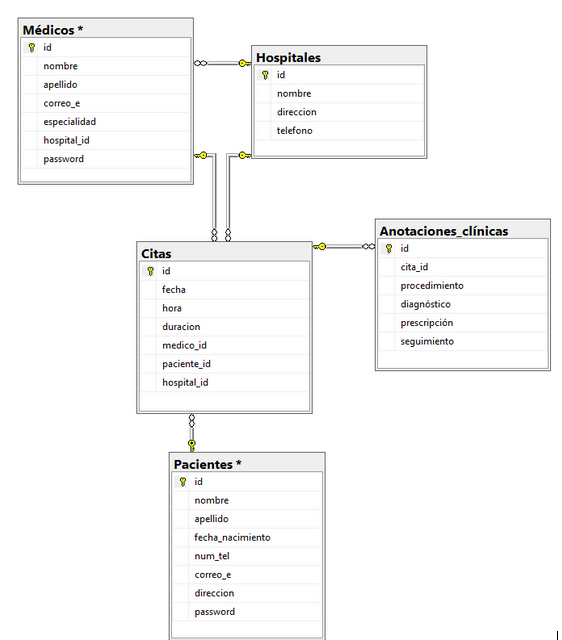 Médicos *
id
nombre
apellido
correo_e
especialidad
hospital_id
password
Hospitales
id
nombre
direccion
telefono
Citas
id
fecha
hora
duracion
medico_id
paciente_id
hospital_id
Anotaciones_clínicas
id
cita_id
procedimiento
diagnóstico
prescripción
seguimiento
Pacientes *
id
nombre
apellido
fecha_nacimiento
num_tel
correo_e
direccion
password